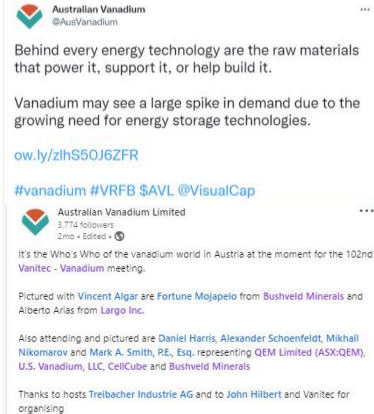 Australian Vanadium
@AusVanadium
Behind every energy technology are the raw materials
that power it, support it, or help build it.
Vanadium may see a large spike in demand due to the
growing need for energy storage technologies.
ow.ly/zlhS50J6ZFR
#vanadium #VRFB $AVL @VisualCap
Australian Vanadium Limited
3,774 followers
2mo • Edited •
It's the Who's Who of the vanadium world in Austria at the moment for the 102nd
Vanitec - Vanadium meeting.
Pictured with Vincent Algar are Fortune Mojapelo from Bushveld Minerals and
Alberto Arias from Largo Inc.
Also attending and pictured are Daniel Harris, Alexander Schoenfeldt, Mikhail
Nikomarov and Mark A. Smith, P.E., Esq. representing QEM Limited (ASX:QEM),
U.S. Vanadium, LLC, CellCube and Bushveld Minerals
Thanks to hosts Treibacher Industrie AG and to John Hilbert and Vanitec for
organising